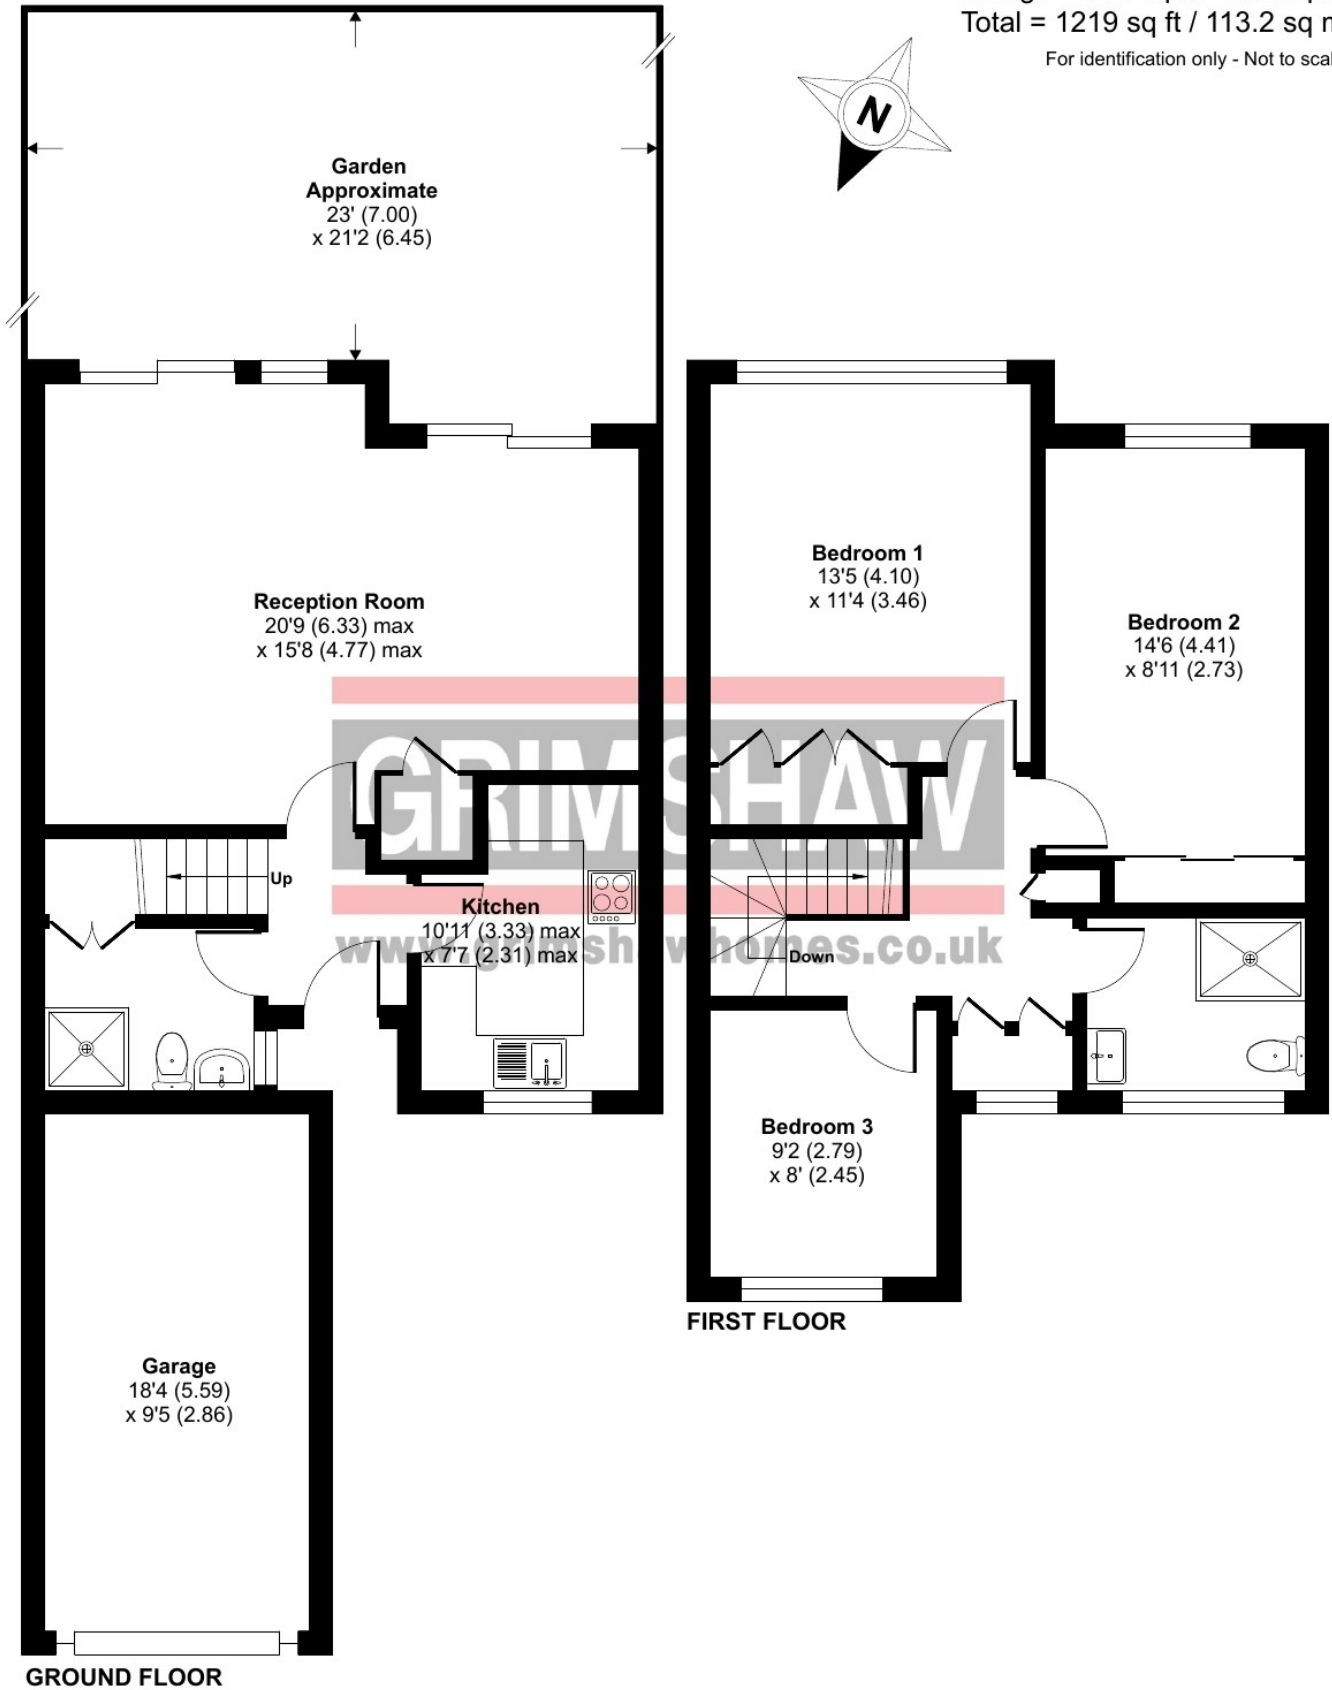 Total = 1219 sq ft / 113.2 sq m
For identification only - Not to scale
N
Garden
Approximate
23' (7.00)
x 21'2 (6.45)
Reception Room
20'9 (6.33) max
x 15'8 (4.77) max
Bedroom 1
13'5 (4.10)
x 11'4 (3.46)
Bedroom 2
14'6 (4.41)
x 8'11 (2.73)
GRIMSHAW
www.grimshawhomes.co.uk
Up
Kitchen
10'11 (3.33) max
x 7'7 (2.31) max
Down
Bedroom 3
9'2 (2.79)
x 8' (2.45)
FIRST FLOOR
Garage
18'4 (5.59)
x 9'5 (2.86)
GROUND FLOOR